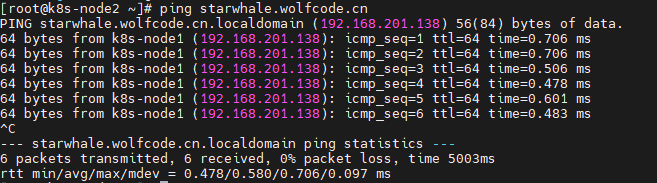 [root@k8s-node2 ~]# ping starwhale.wolfcode.cn
PING starwhale.wolfcode.cn.localdomain (192.168.201.138) 56(84) bytes of data.
64 bytes from k8s-node1 (192.168.201.138): icmp_seq=1 ttl=64 time=0.706 ms
64 bytes from k8s-node1 (192.168.201.138): icmp_seq=2 ttl=64 time=0.706 ms
64 bytes from k8s-node1 (192.168.201.138): icmp_seq=3 ttl=64 time=0.506 ms
64 bytes from k8s-node1 (192.168.201.138): icmp_seq=4 ttl=64 time=0.478 ms
64 bytes from k8s-node1 (192.168.201.138): icmp_seq=5 ttl=64 time=0.601 ms
64 bytes from k8s-node1 (192.168.201.138): icmp_seq=6 ttl=64 time=0.483 ms
^C
--- starwhale.wolfcode.cn.localdomain ping statistics ---
6 packets transmitted, 6 received, 0% packet loss, time 5003ms
rtt min/avg/max/mdev = 0.478/0.580/0.706/0.097 ms